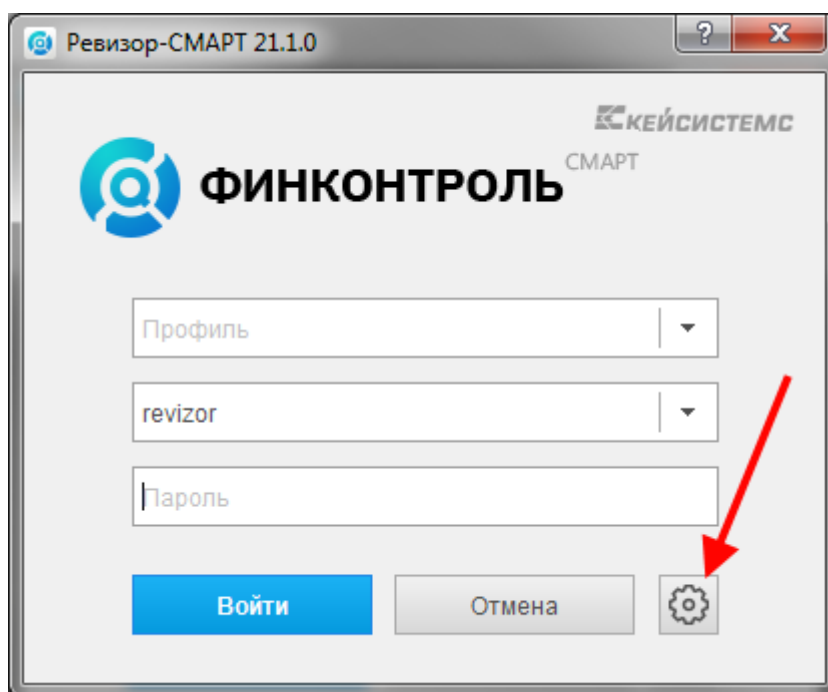 Ревизор-СМАРТ 21.1.0
?
КЕЙСИСТЕМС
ФИНКОНТРОЛЬ СМАРТ
Профиль
revizor
Пароль
Войти
Отмена